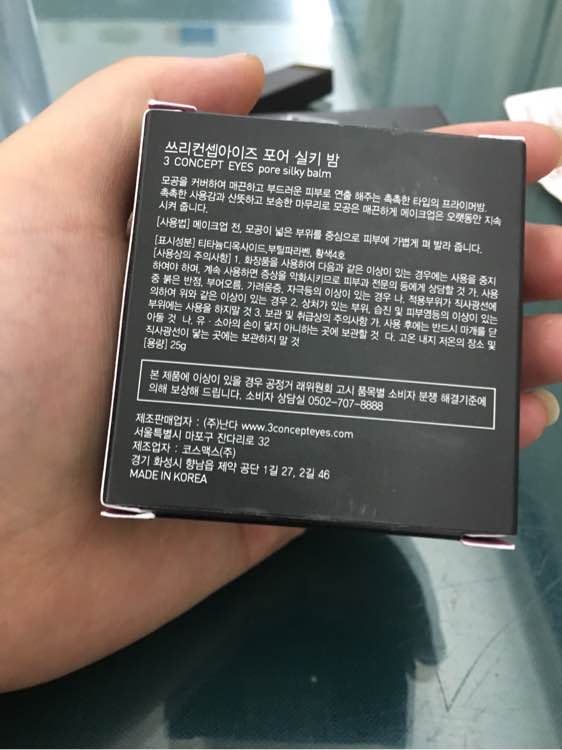 쓰리컨셉아이즈 포어 실키 밤
3 CONCEPT EYES pore silky balm
모공을 커버하여 매끈하고 부드러운 피부로 연출 해주는 촉촉한 타입의 프라이머밤,
촉촉한 사용감과 산뜻하고 보송한 마무리로 모공은 매끈하게 메이크업은 오랫동안 지속
시켜 줍니다.
[사용법] 메이크업 전, 모공이 넓은 부위를 중심으로 피부에 가볍게 펴 발라 줍니다.
[표시성분] 티타늄디옥사이드,부틸파라벤, 황색4호
[사용상의 주의사항] 1. 화장품을 사용하여 다음과 같은 이상이 있는 경우에는 사용을 중지
하여야 하며, 계속 사용하면 증상을 악화시키므로 피부과 전문의 등에게 상담할 것 가. 사용
중 붉은 반점, 부어오름, 가려움증, 자극등의 이상이 있는 경우 나. 적용부위가 직사광선에
의하여 위와 같은 이상이 있는 경우 2. 상처가 있는 부위, 습진 및 피부염등의 이상이 있는
부위에는 사용을 하지말것 3. 보관 및 취급상의 주의사항 가. 사용 후에는 반드시 마개를 닫
아둘 것 나. 유·소아의 손이 닿지 아니하는 곳에 보관할 것 다. 고온 내지 저온의 장소 및
직사광선이 닿는 곳에는 보관하지 말 것
[용량] 25g
본 제품에 이상이 있을 경우 공정거 래위원회 고시 품목별 소비자 분쟁 해결기준에
의해 보상해 드립니다. 소비자 상담실 0502-707-8888
제조판매업자 : (주)난다 www.3concepteyes.com
서울특별시 마포구 잔다리로 32
제조업자 : 코스맥스(주)
경기 화성시 향남읍 제약 공단 1길 27, 2길 46
MADE IN KOREA